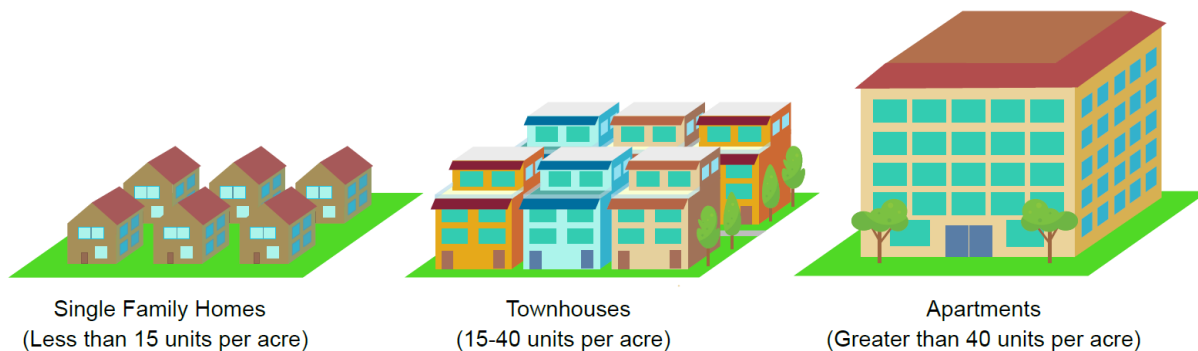 Single Family Homes
(Less than 15 units per acre)
Townhouses
(15-40 units per acre)
Apartments
(Greater than 40 units per acre)